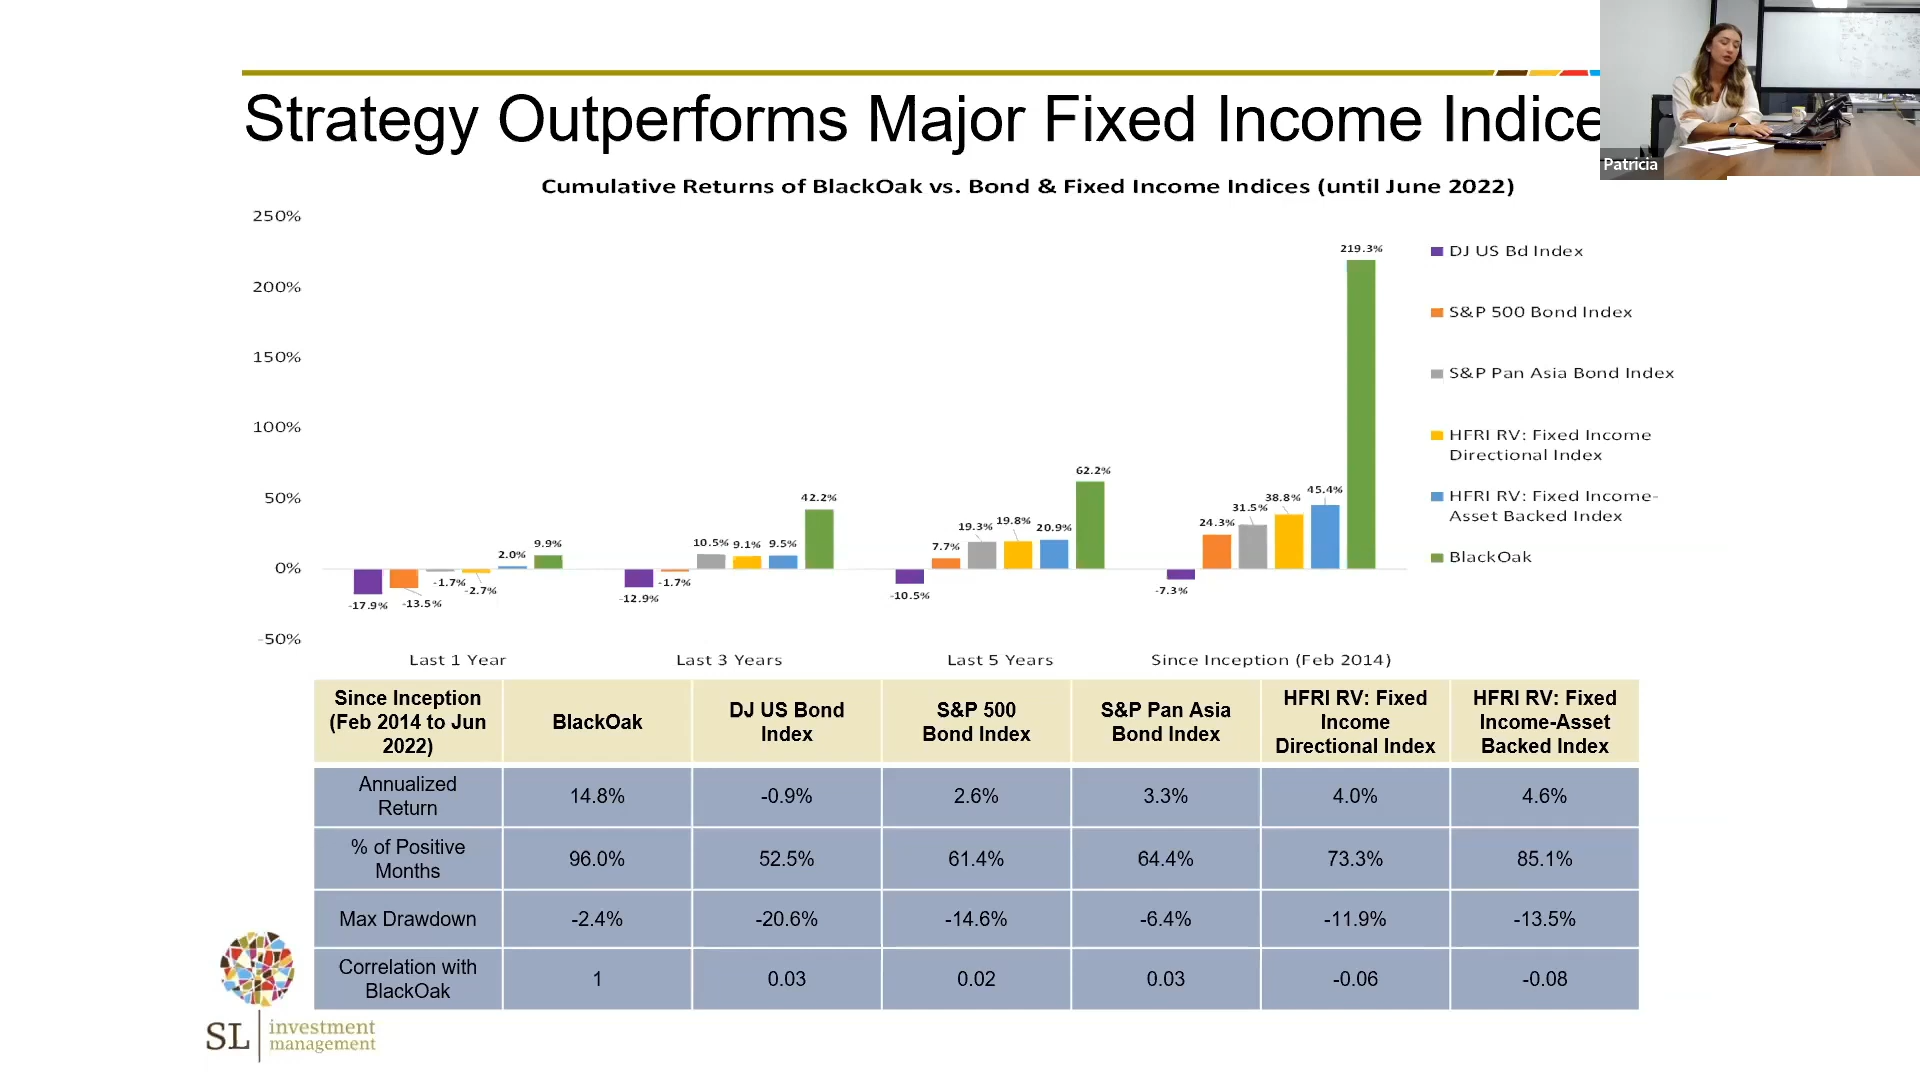 Strategy Outperforms Major Fixed Income Indice
Patricia
Cumulative Returns of BlackOak vs. Bond & Fixed Income Indices (until June 2022)
250%
200%
150%
100%
50%
0%
-50%
-17.9%
-13.5%
-1.7%
-2.7%
2.0%
9.9%
-12.9%
-1.7%
10.5%
9.1%
9.5%
42.2%
-10.5%
7.7%
19.3%
19.8%
20.9%
62.2%
-7.3%
24.3%
31.5%
38.8%
45.4%
219.3%
Last 1 Year
Last 3 Years
Last 5 Years
Since Inception (Feb 2014)
DJ US Bd Index
S&P 500 Bond Index
S&P Pan Asia Bond Index
HFRI RV: Fixed Income
Directional Index
HFRI RV: Fixed Income-
Asset Backed Index
BlackOak
Since Inception
(Feb 2014 to Jun
2022)
BlackOak
DJ US Bond
Index
S&P 500
Bond Index
S&P Pan Asia
Bond Index
HFRI RV: Fixed
Income
Directional Index
HFRI RV: Fixed
Income-Asset
Backed Index
Annualized
Return
14.8%
-0.9%
2.6%
3.3%
4.0%
4.6%
% of Positive
Months
96.0%
52.5%
61.4%
64.4%
73.3%
85.1%
Max Drawdown
-2.4%
-20.6%
-14.6%
-6.4%
-11.9%
-13.5%
Correlation with
BlackOak
1
0.03
0.02
0.03
-0.06
-0.08
SL
investment
management